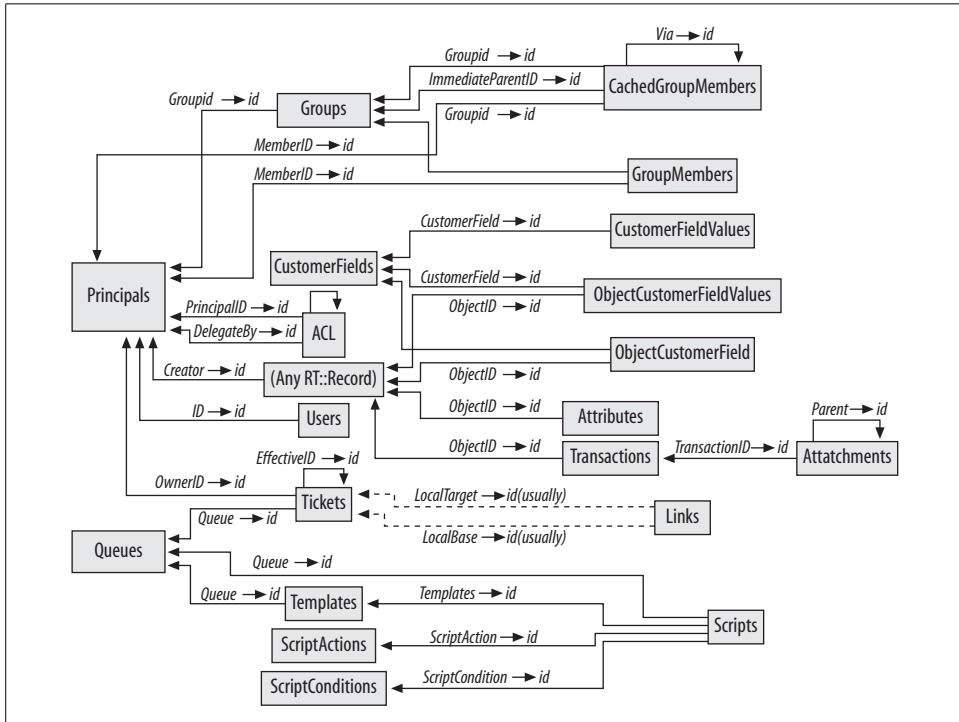 Via → id
Groupid → id
CachedGroupMembers
ImmediateParentID → id
Groupid → id
Groups
Groupid → id
MemberID → id
MemberID → id
GroupMembers
CustomerField → id
CustomerFieldValues
Principals
CustomerFields
CustomerField → id
ObjectCustomerFieldValues
ObjectID → id
PrincipalID → id
ACL
DelegateBy → id
ObjectCustomerField
Creator → id
(Any RT::Record)
ObjectID → id
ID → id
Users
ObjectID → id
Attributes
Parent → id
ObjectID → id
Transactions
TransactionID → id
Attatchments
EffectiveID → id
OwnerID → id
Tickets
LocalTarget → id(usually)
Links
Queue → id
LocalBase → id(usually)
Queues
Queue → id
Queue → id
Templates
Templates → id
Scripts
ScriptActions
ScriptAction → id
ScriptConditions
ScriptCondition → id